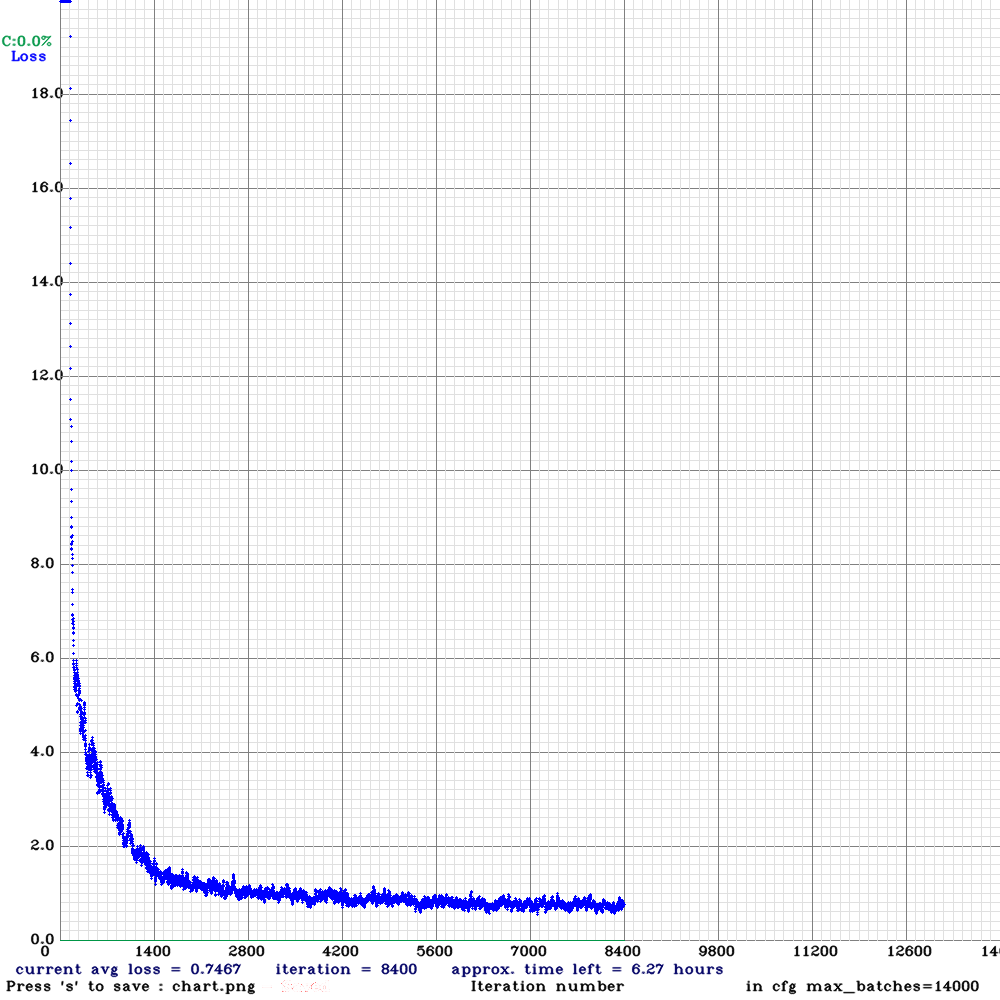 C:0.0%
Loss
18.0
16.0
14.0
12.0
10.0
8.0
6.0
4.0
2.0
0.0
0 1400 2800 4200 5600 7000 8400 9800 11200 12600 140
current avg loss = 0.7467 iteration = 8400 approx. time left = 6.27 hours
Press 's' to save : chart.png Iteration number in cfg max_batches=14000